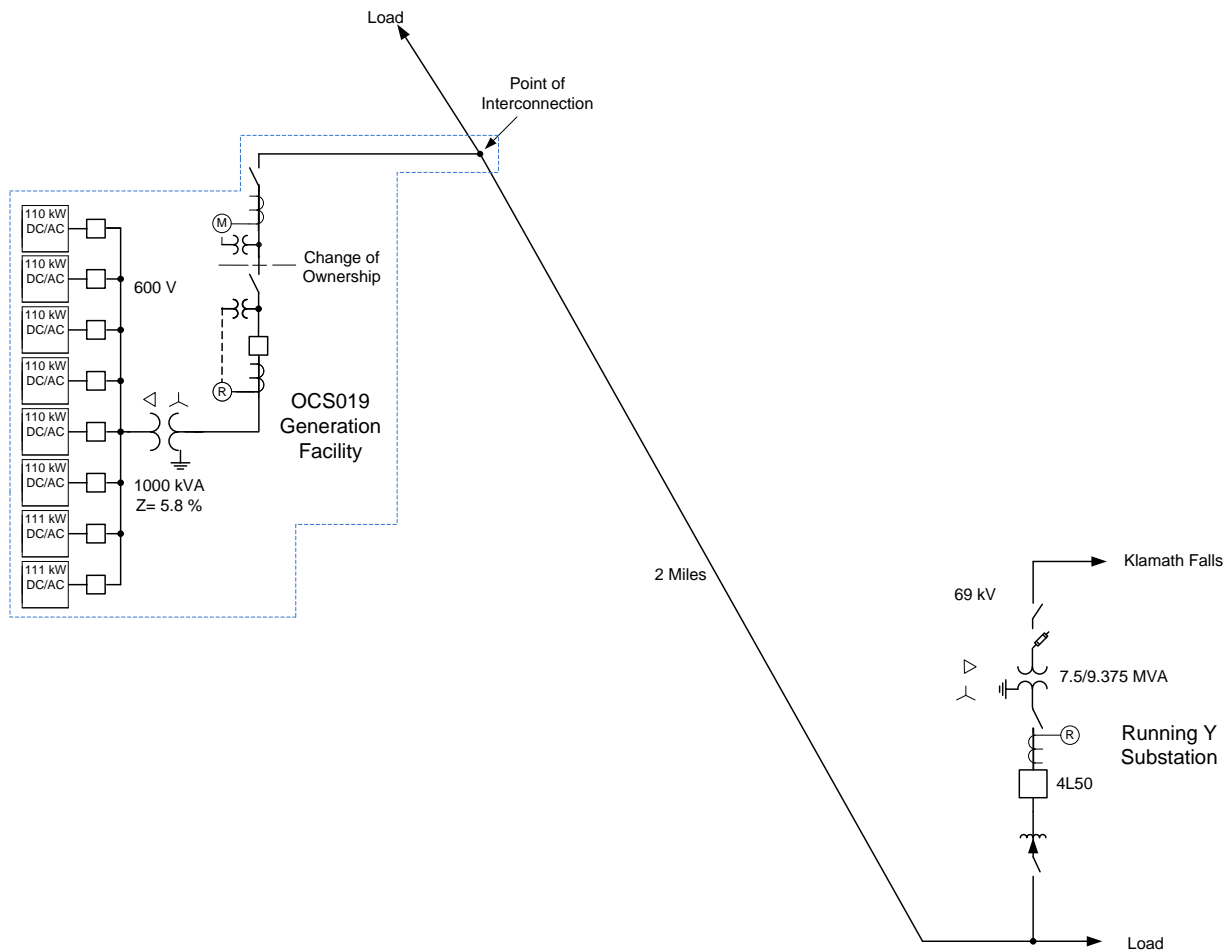 Load
Point of
Interconnection
110 kW
DC/AC
110 kW
DC/AC
110 kW
DC/AC
110 kW
DC/AC
110 kW
DC/AC
110 kW
DC/AC
111 kW
DC/AC
111 kW
DC/AC
600 V
M
Change of
Ownership
R
OCS019
Generation
Facility
1000 kVA
Z= 5.8 %
2 Miles
Klamath Falls
69 kV
7.5/9.375 MVA
R
Running Y
Substation
4L50
Load